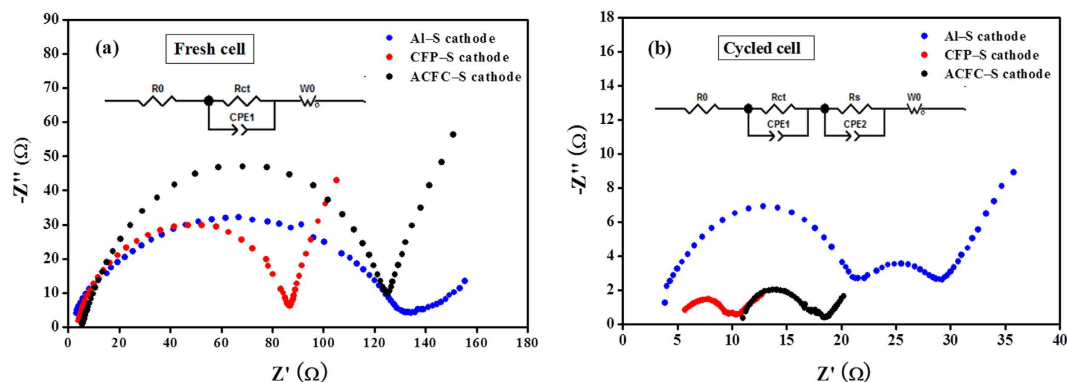 (a)
Fresh cell
Al–S cathode
CFP–S cathode
ACFC–S cathode
R0 Rct W0
CPE1
90
80
70
60
50
40
30
20
10
0
-Z'' (Ω)
0 20 40 60 80 100 120 140 160 180 200
Z' (Ω)
(b)
Cycled cell
Al–S cathode
CFP–S cathode
ACFC–S cathode
R0 Rct Rs W0
CPE1 CPE2
18
16
14
12
10
8
6
4
2
0
-Z'' (Ω)
0 5 10 15 20 25 30 35 40
Z' (Ω)